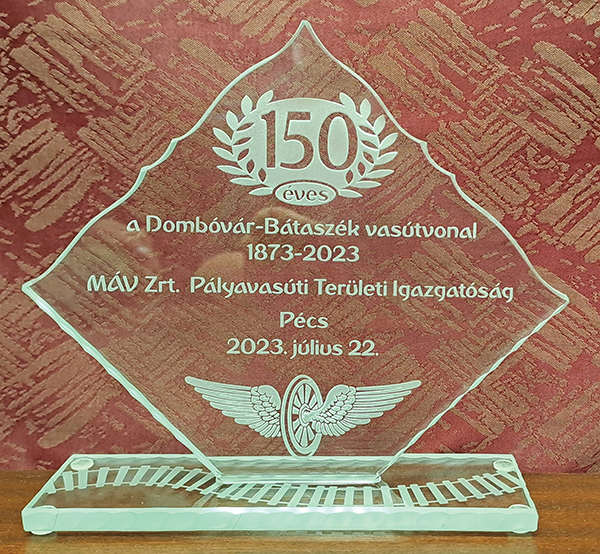 150
éves
a Dombóvár-Bátaszék vasútvonal
1873-2023
MÁV Zrt. Pályavasúti Területi Igazgatóság
Pécs
2023. július 22.